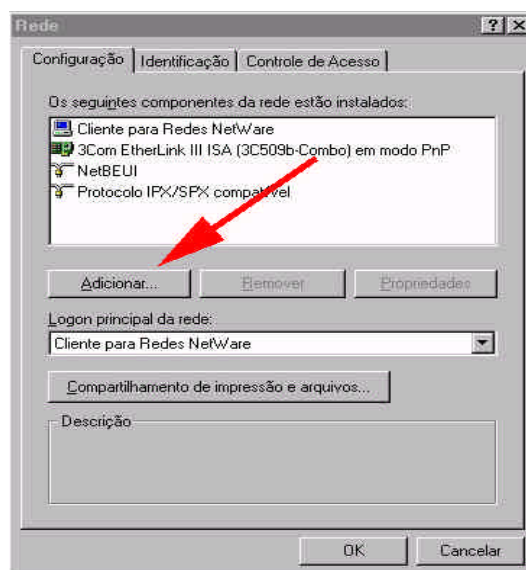 Rede
Configuração Identificação Controle de Acesso
Os seguintes componentes da rede estão instalados:
Cliente para Redes NetWare
3Com EtherLink III ISA (3C509b-Combo) em modo PnP
NetBEUI
Protocolo IPX/SPX compatível
Adicionar... Remover Propriedades
Logon principal da rede:
Cliente para Redes NetWare
Compartilhamento de impressão e arquivos...
Descrição
OK Cancelar